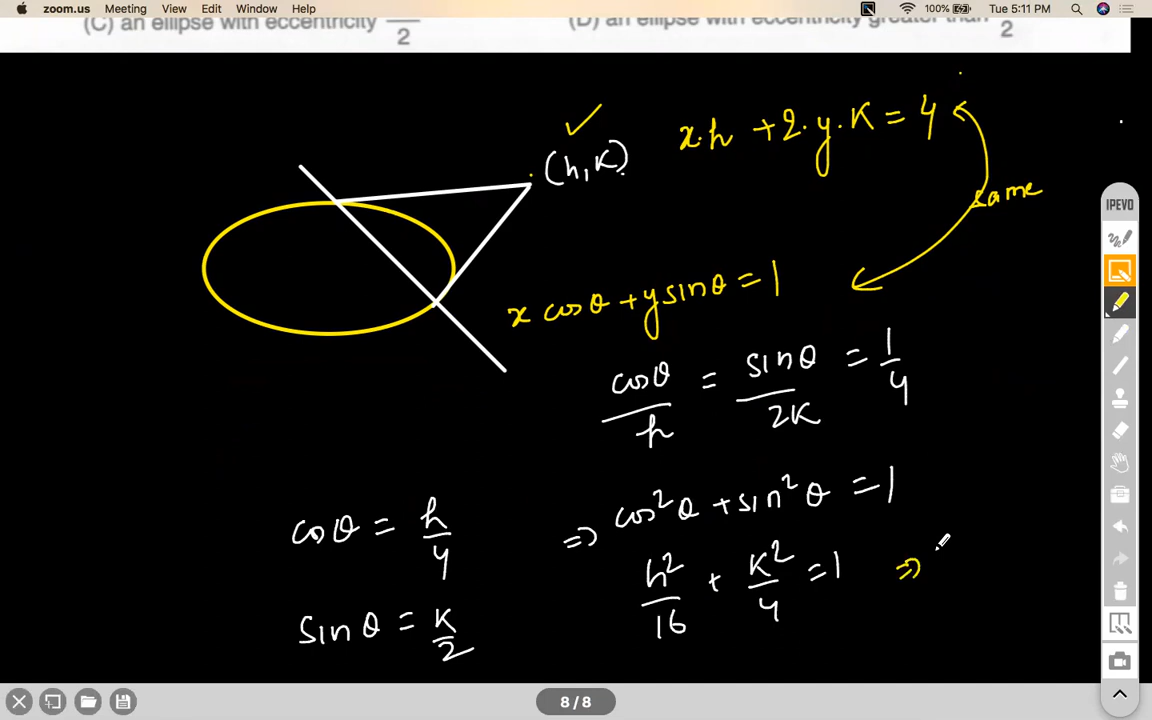 zoom.us Meeting View Edit Window Help 100% Tue 5:11 PM
(C) an ellipse with eccentricity 2 (D) an ellipse with eccentricity greater than 2
(h, K)
x.h + 2.y.K = 4
same
x cosθ + y sinθ = 1
cosθ/h = sinθ/2K = 1/4
cosθ = h/4
⇒ cos²θ + sin²θ = 1
h²/16 + K²/4 = 1 ⇒
sinθ = K/2
IPEVO
8 / 8